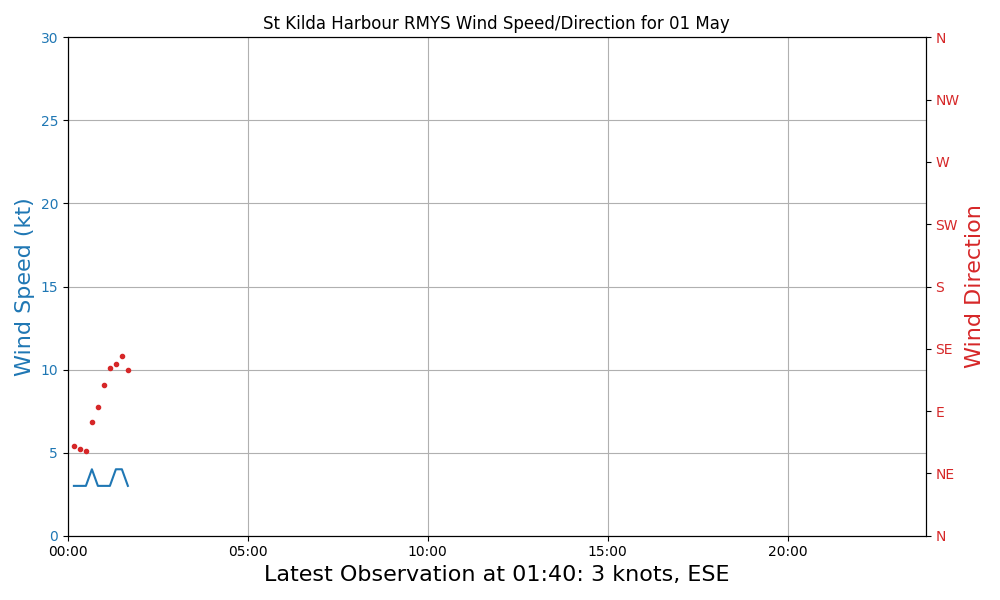 St Kilda Harbour RMYS Wind Speed/Direction for 01 May
30
25
20
15
10
5
0
Wind Speed (kt)
N
NW
W
SW
S
SE
E
NE
N
Wind Direction
00:00 05:00 10:00 15:00 20:00
Latest Observation at 01:40: 3 knots, ESE